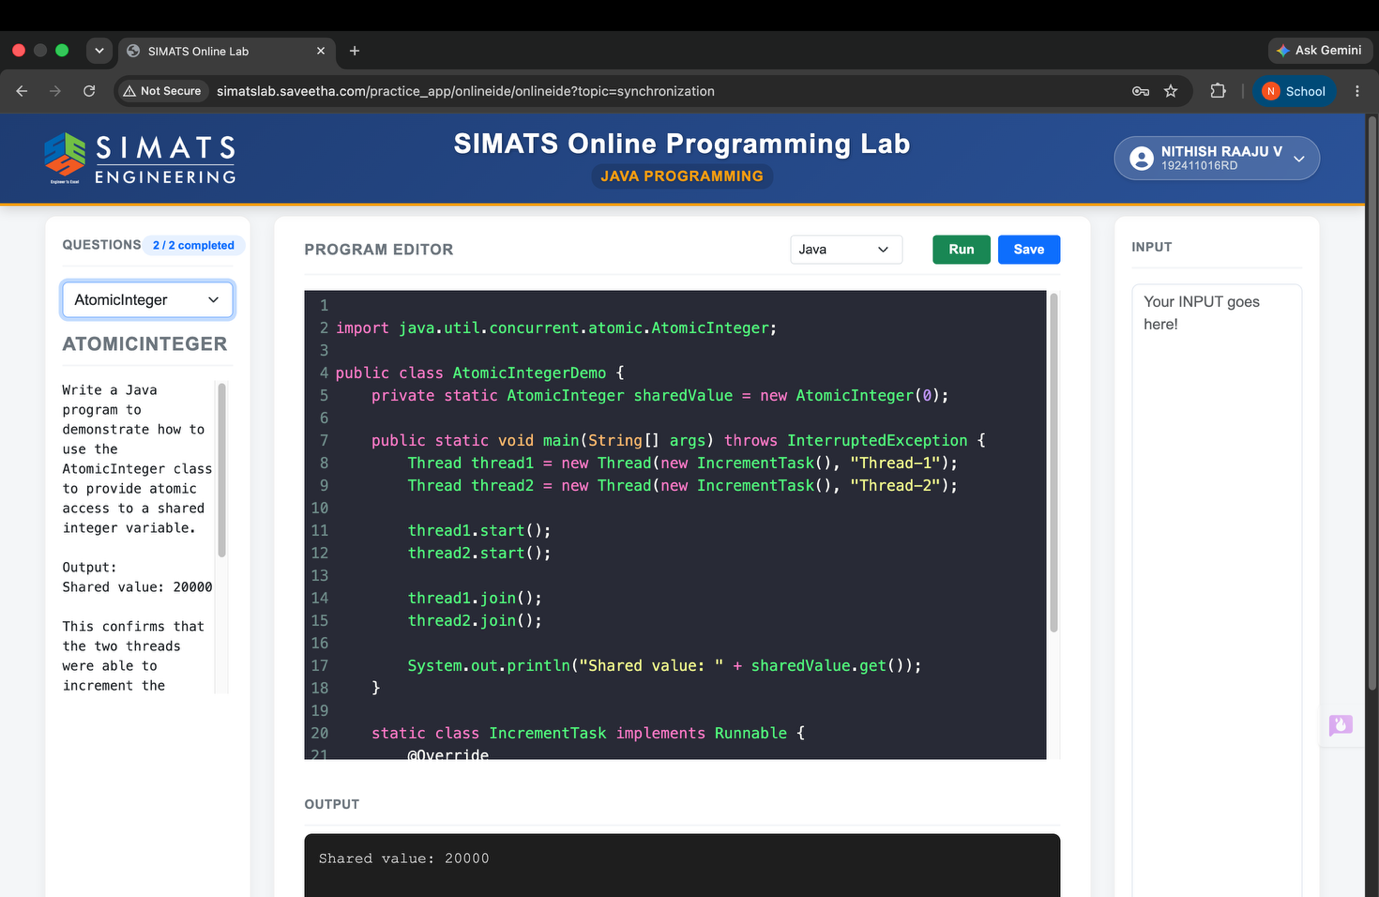 SIMATS Online Lab
Ask Gemini
Not Secure
simatslab.saveetha.com/practice_app/onlineide/onlineide?topic=synchronization
N School
SIMATS
ENGINEERING
Engineer to Excel
SIMATS Online Programming Lab
JAVA PROGRAMMING
NITHISH RAAJU V
192411016RD
QUESTIONS 2 / 2 completed
AtomicInteger
ATOMICINTEGER
Write a Java
program to
demonstrate how to
use the
AtomicInteger class
to provide atomic
access to a shared
integer variable.
Output:
Shared value: 20000
This confirms that
the two threads
were able to
increment the
PROGRAM EDITOR
Java
Run
Save
1
2 import java.util.concurrent.atomic.AtomicInteger;
3
4 public class AtomicIntegerDemo {
5 private static AtomicInteger sharedValue = new AtomicInteger(0);
6
7 public static void main(String[] args) throws InterruptedException {
8 Thread thread1 = new Thread(new IncrementTask(), "Thread-1");
9 Thread thread2 = new Thread(new IncrementTask(), "Thread-2");
10
11 thread1.start();
12 thread2.start();
13
14 thread1.join();
15 thread2.join();
16
17 System.out.println("Shared value: " + sharedValue.get());
18 }
19
20 static class IncrementTask implements Runnable {
21 @Override
OUTPUT
Shared value: 20000
INPUT
Your INPUT goes
here!